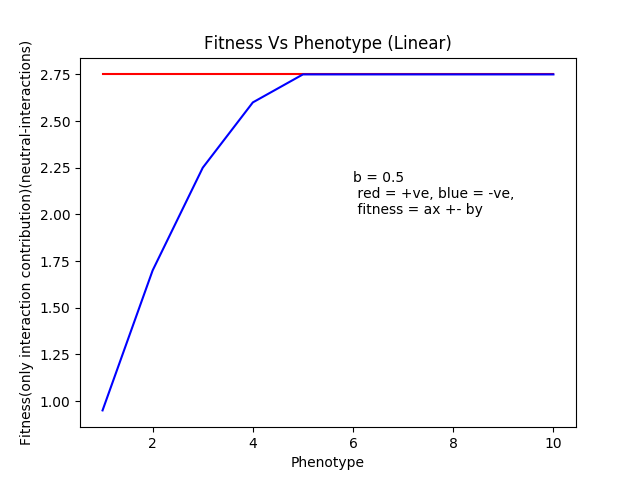 Fitness Vs Phenotype (Linear)
Fitness(only interaction contribution)(neutral-interactions)
2.75
2.50
2.25
2.00
1.75
1.50
1.25
1.00
b = 0.5
red = +ve, blue = -ve,
fitness = ax +- by
2 4 6 8 10
Phenotype